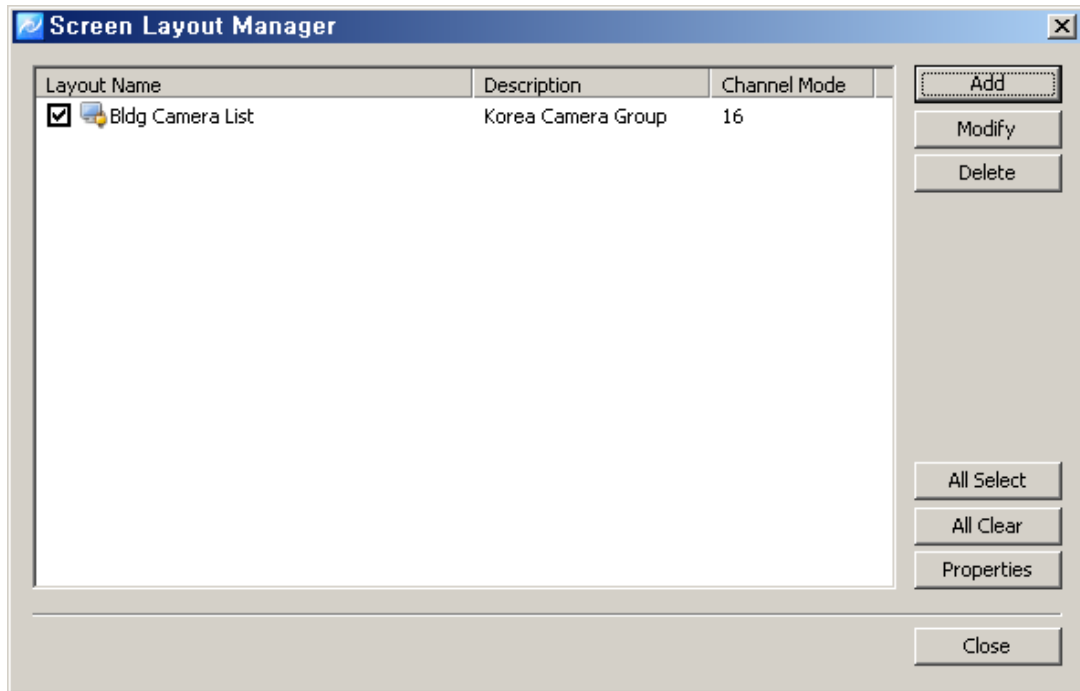 Screen Layout Manager
Layout Name Description Channel Mode
Bldg Camera List Korea Camera Group 16
Add
Modify
Delete
All Select
All Clear
Properties
Close